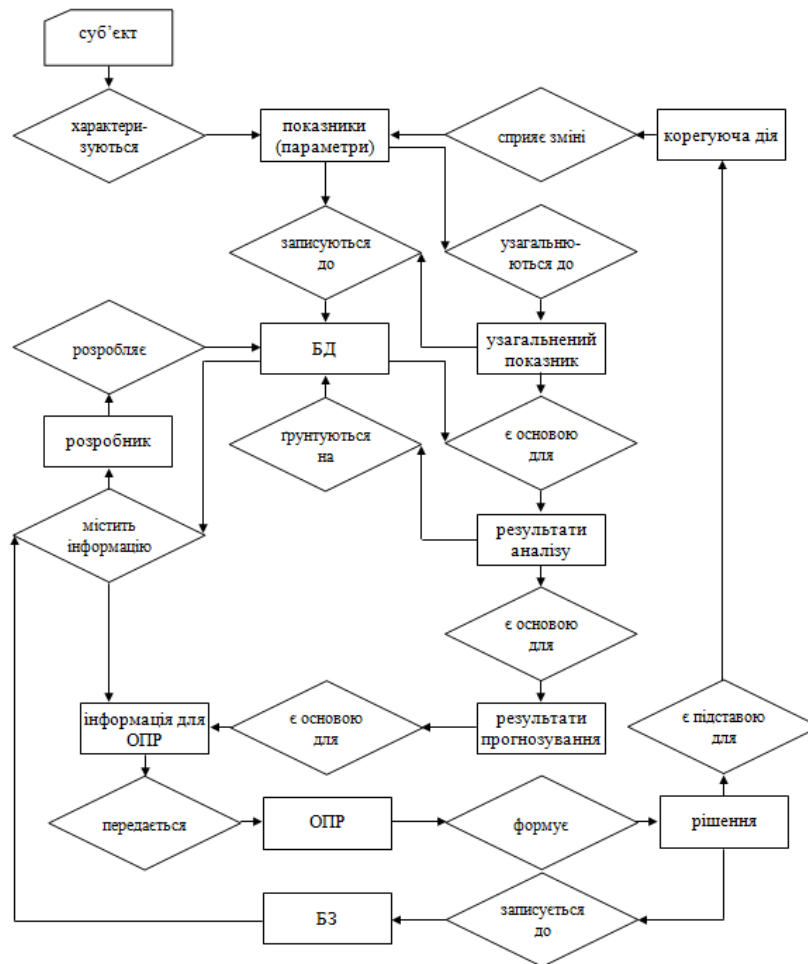 суб’єкт
характери-
зуються
показники
(параметри)
сприяє зміні
корегуюча дія
записуються
до
узагальню-
ються до
розробляє
БД
узагальнений
показник
розробник
ґрунтуються
на
є основою
для
містить
інформацію
результати
аналізу
є основою
для
інформація для
ОПР
є основою
для
результати
прогнозування
є підставою
для
передається
ОПР
формує
рішення
БЗ
записується
до